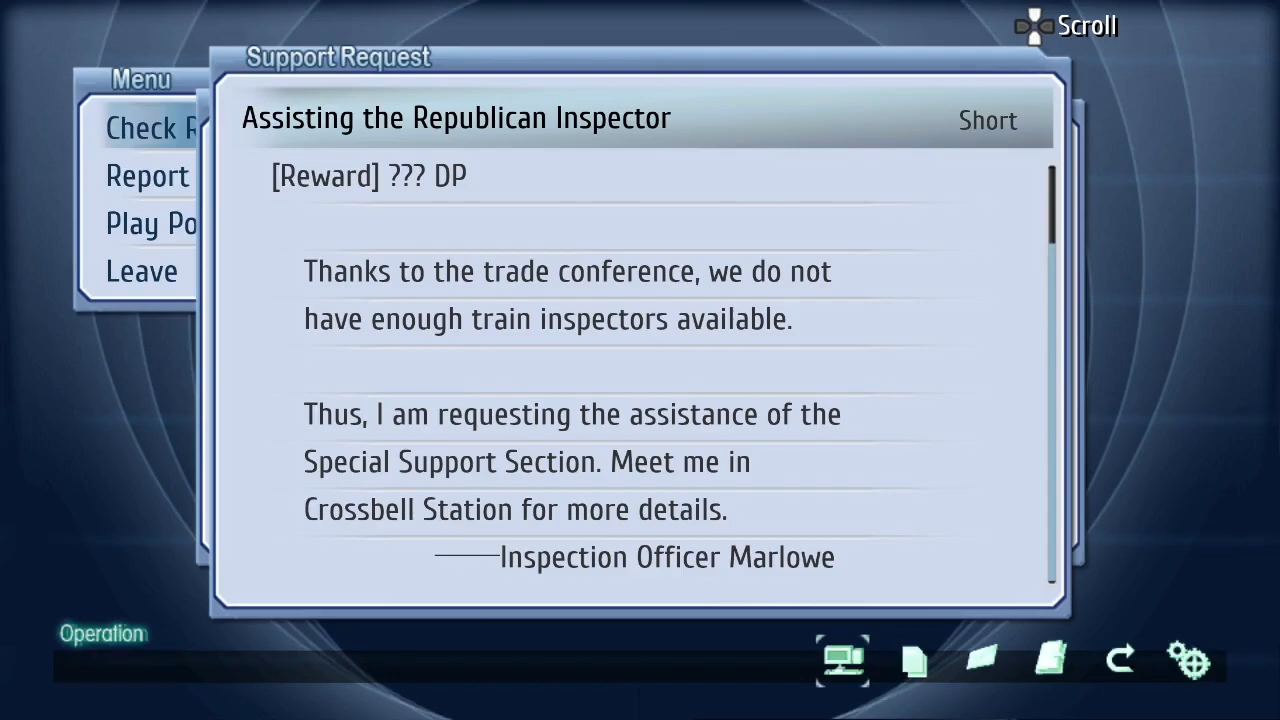 Scroll
Support Request
Menu
Assisting the Republican Inspector Short
Check R
[Reward] ??? DP
Report
Play Po
Leave
Thanks to the trade conference, we do not
have enough train inspectors available.
Thus, I am requesting the assistance of the
Special Support Section. Meet me in
Crossbell Station for more details.
——Inspection Officer Marlowe
Operation